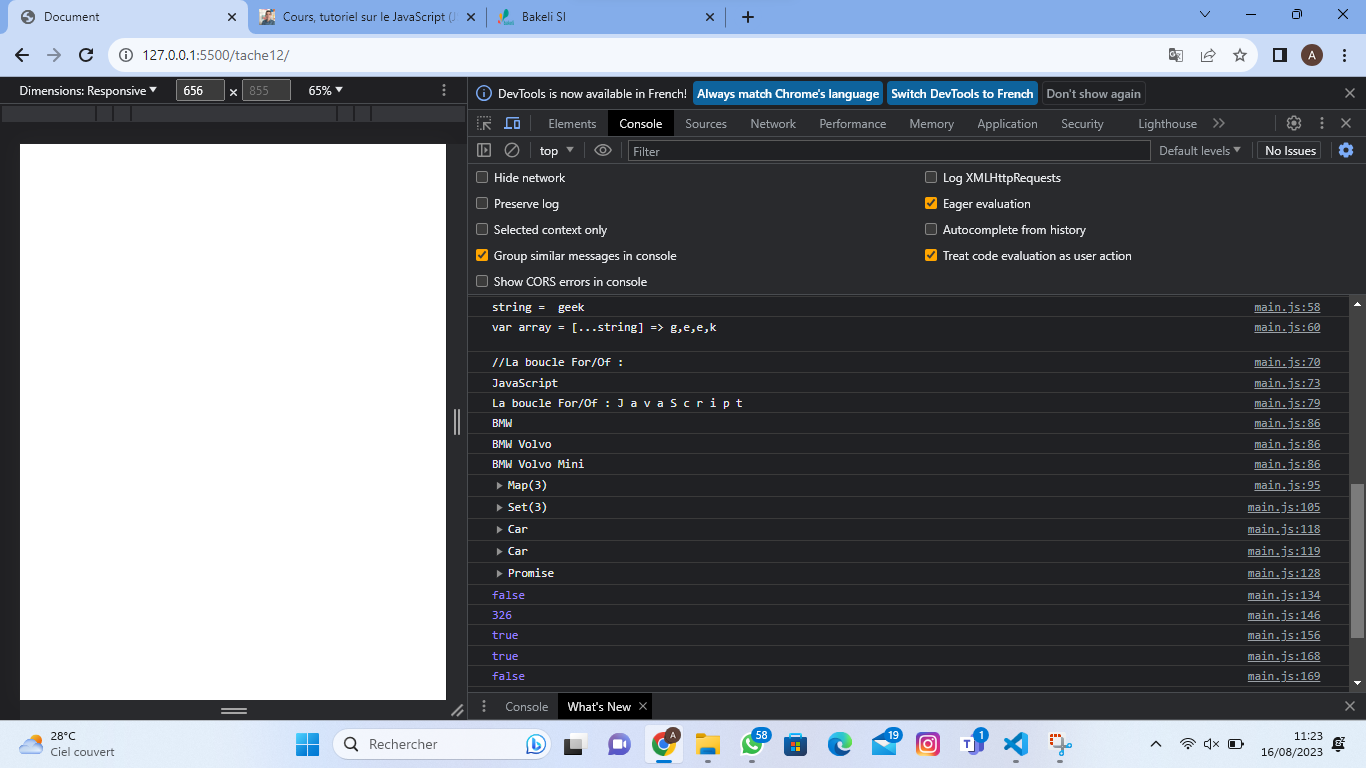 Document
Cours, tutoriel sur le JavaScript (J
Bakeli SI
127.0.0.1:5500/tache12/
A
Dimensions: Responsive
656
x
855
65%
DevTools is now available in French!
Always match Chrome's language
Switch DevTools to French
Don't show again
Elements
Console
Sources
Network
Performance
Memory
Application
Security
Lighthouse
top
Filter
Default levels
No Issues
Hide network
Log XMLHttpRequests
Preserve log
Eager evaluation
Selected context only
Autocomplete from history
Group similar messages in console
Treat code evaluation as user action
Show CORS errors in console
string =  geek main.js:58
var array = [...string] => g,e,e,k main.js:60
//La boucle For/Of : main.js:70
JavaScript main.js:73
La boucle For/Of : J a v a S c r i p t main.js:79
BMW main.js:86
BMW Volvo main.js:86
BMW Volvo Mini main.js:86
Map(3) main.js:95
Set(3) main.js:105
Car main.js:118
Car main.js:119
Promise main.js:128
false main.js:134
326 main.js:146
true main.js:156
true main.js:168
false main.js:169
Console
What's New
28°C
Ciel couvert
Rechercher
A
58
19
1
11:23
16/08/2023